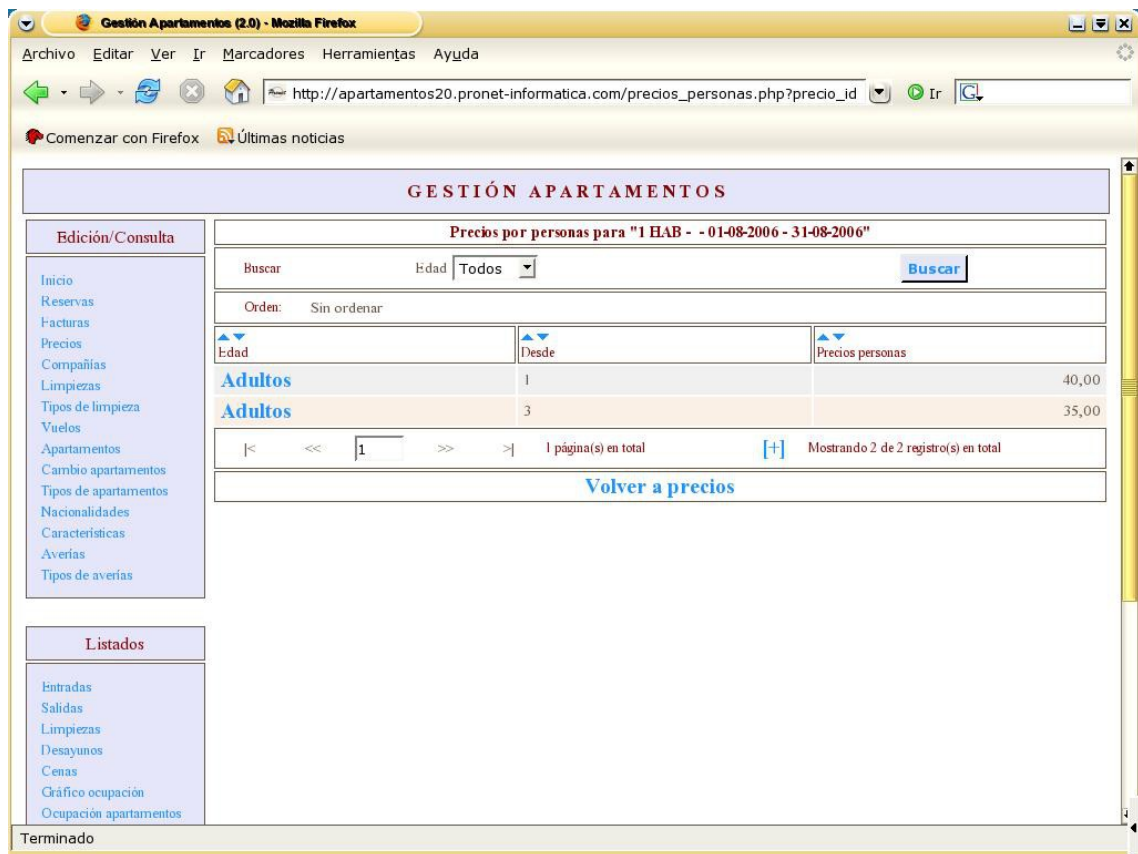 Gestión Apartamentos (2.0) - Mozilla Firefox
Archivo Editar Ver Ir Marcadores Herramientas Ayuda
http://apartamentos20.pronet-informatica.com/precios_personas.php?precio_id Ir G
Comenzar con Firefox Últimas noticias
GESTIÓN APARTAMENTOS
Edición/Consulta
Inicio
Reservas
Facturas
Precios
Compañías
Limpiezas
Tipos de limpieza
Vuelos
Apartamentos
Cambio apartamentos
Tipos de apartamentos
Nacionalidades
Características
Averías
Tipos de averías
Listados
Entradas
Salidas
Limpiezas
Desayunos
Cenas
Gráfico ocupación
Ocupación apartamentos
Precios por personas para "1 HAB - - 01-08-2006 - 31-08-2006"
Buscar Edad Todos Buscar
Orden: Sin ordenar
Edad Desde Precios personas
Adultos 1 40,00
Adultos 3 35,00
|< << 1 >> >| 1 página(s) en total [+] Mostrando 2 de 2 registro(s) en total
Volver a precios
Terminado